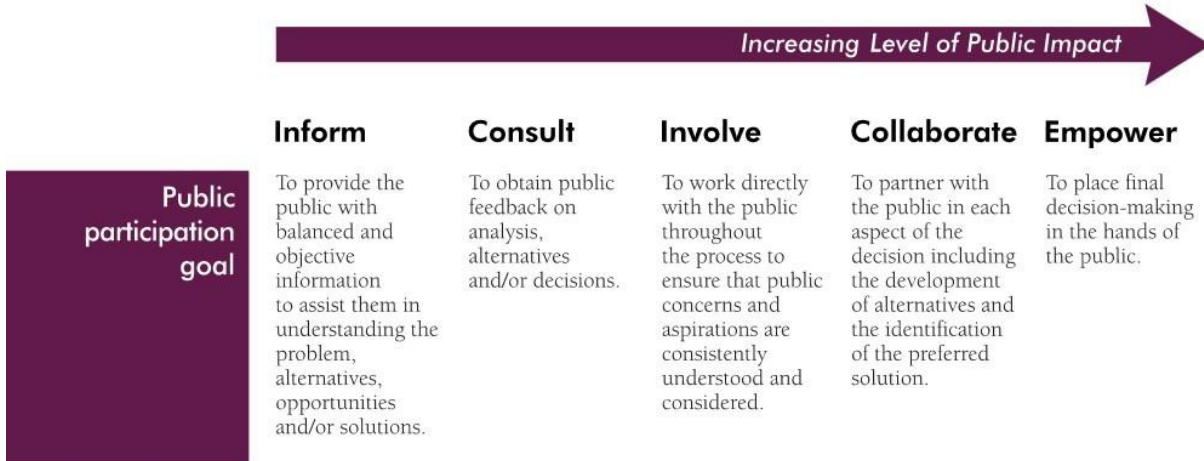 Increasing Level of Public Impact
Inform
Consult
Involve
Collaborate
Empower
Public
participation
goal
To provide the
public with
balanced and
objective
information
to assist them in
understanding the
problem,
alternatives,
opportunities
and/or solutions.
To obtain public
feedback on
analysis,
alternatives
and/or decisions.
To work directly
with the public
throughout
the process to
ensure that public
concerns and
aspirations are
consistently
understood and
considered.
To partner with
the public in each
aspect of the
decision including
the development
of alternatives and
the identification
of the preferred
solution.
To place final
decision-making
in the hands of
the public.